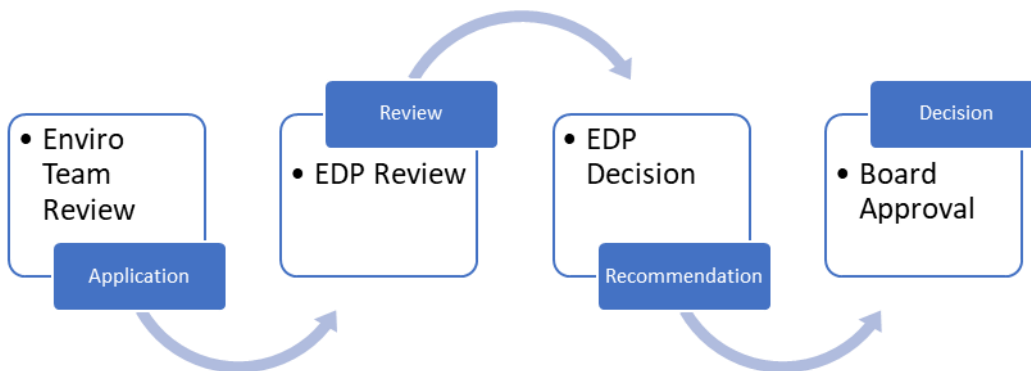 • Enviro
Team
Review
Application
Review
• EDP Review
• EDP
Decision
Recommendation
Decision
• Board
Approval